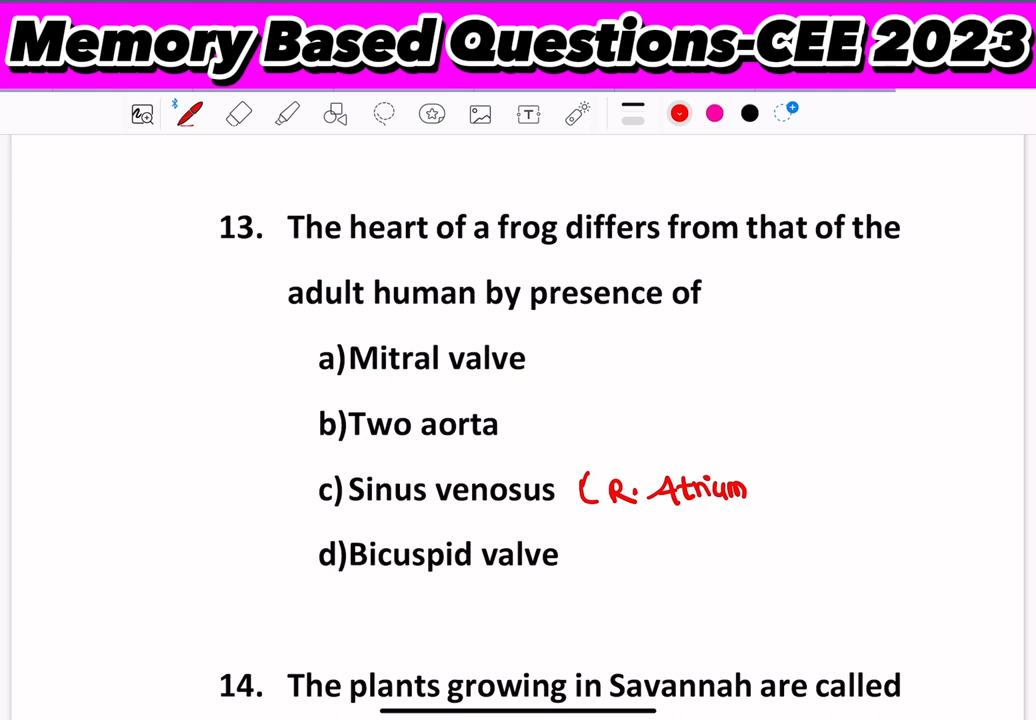 Memory Based Questions-CEE 2023
T
13. The heart of a frog differs from that of the
adult human by presence of
a)Mitral valve
b)Two aorta
c) Sinus venosus ( R. Atrium
d)Bicuspid valve
14. The plants growing in Savannah are called